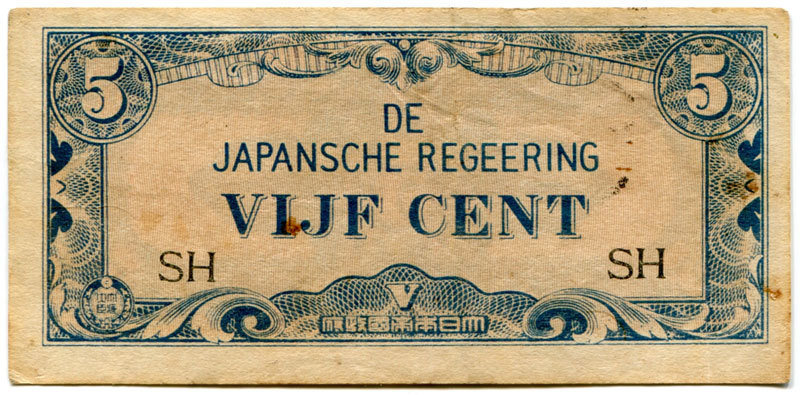 5 5
DE
JAPANSCHE REGEERING
VIJF CENT
SH SH
V
府政國帝本日大